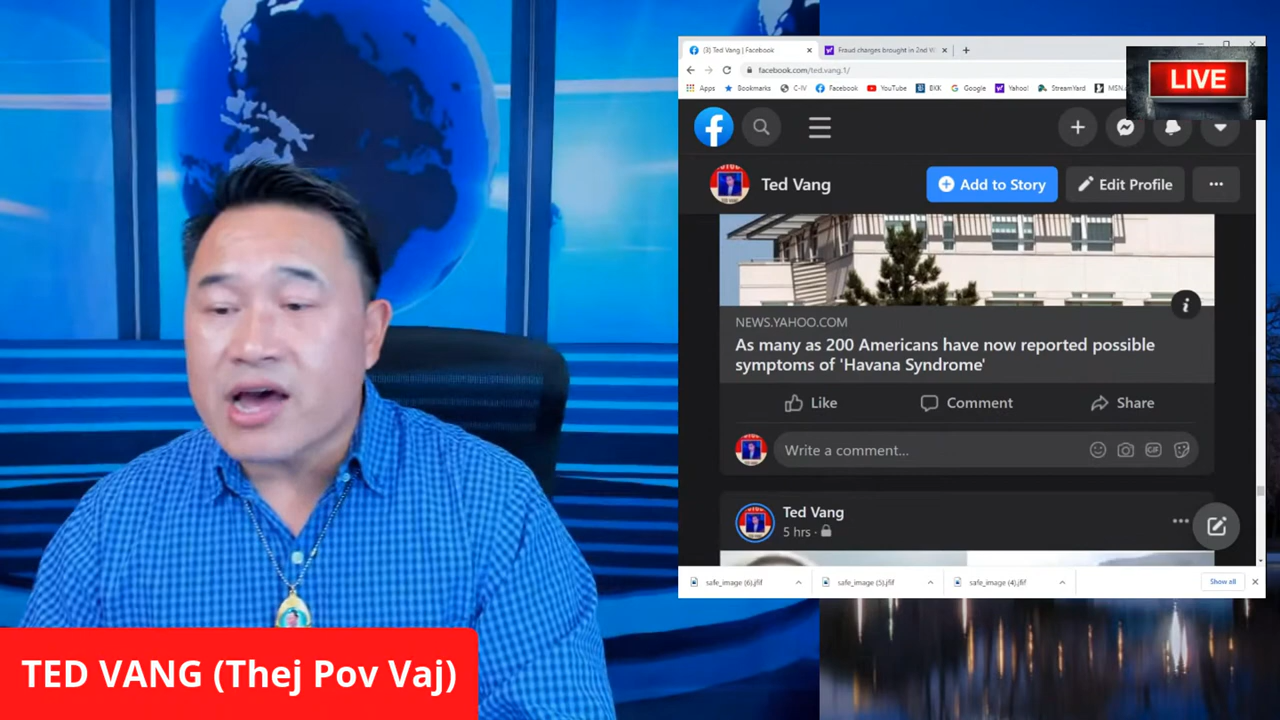 (3) Ted Vang | Facebook
Fraud charges brought in 2nd W
facebook.com/ted.vang.1/
Apps
Bookmarks
C-IV
Facebook
YouTube
BKK
Google
Yahoo!
StreamYard
LIVE
Ted Vang
Add to Story
Edit Profile
NEWS.YAHOO.COM
As many as 200 Americans have now reported possible
symptoms of 'Havana Syndrome'
Like
Comment
Share
Write a comment...
GIF
Ted Vang
5 hrs ·
safe_image (6).jfif
safe_image (5).jfif
safe_image (4).jfif
Show all
TED VANG (Thej Pov Vaj)